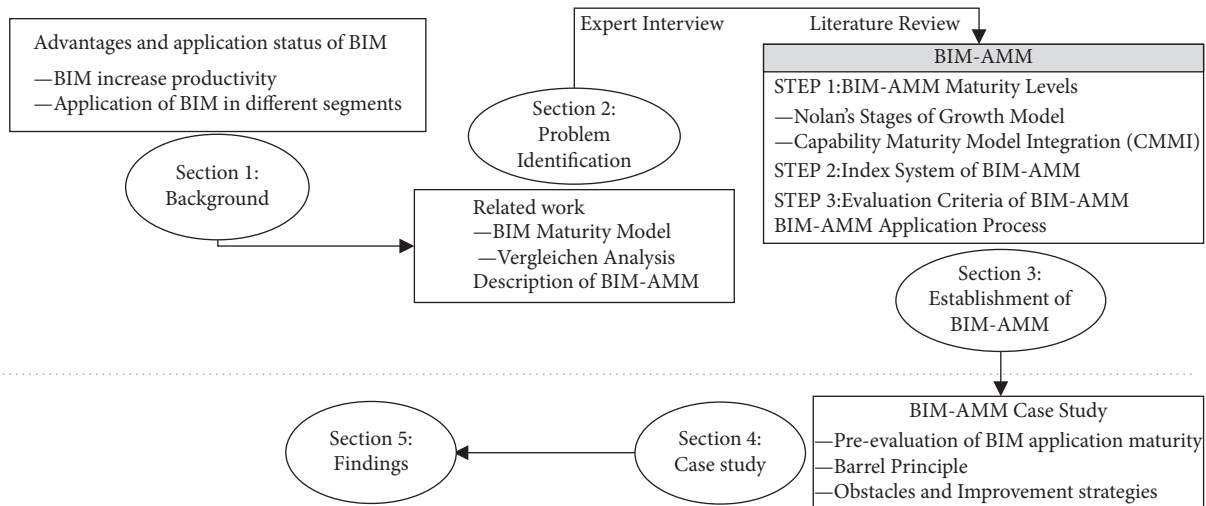 Advantages and application status of BIM
—BIM increase productivity
—Application of BIM in different segments
Section 1:
Background
Section 2:
Problem
Identification
Related work
—BIM Maturity Model
—Vergleichen Analysis
Description of BIM-AMM
Expert Interview
Literature Review
BIM-AMM
STEP 1:BIM-AMM Maturity Levels
—Nolan's Stages of Growth Model
—Capability Maturity Model Integration (CMMI)
STEP 2:Index System of BIM-AMM
STEP 3:Evaluation Criteria of BIM-AMM
BIM-AMM Application Process
Section 3:
Establishment of
BIM-AMM
BIM-AMM Case Study
—Pre-evaluation of BIM application maturity
—Barrel Principle
—Obstacles and Improvement strategies
Section 4:
Case study
Section 5:
Findings